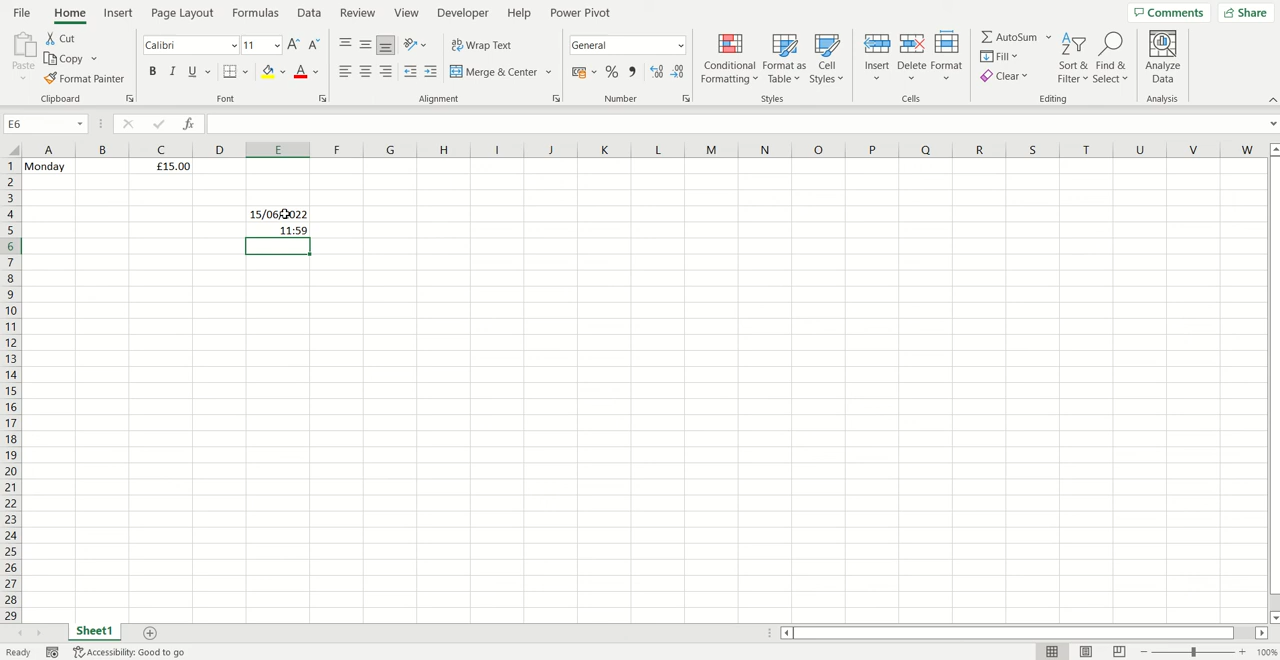 File Home Insert Page Layout Formulas Data Review View Developer Help Power Pivot Comments Share
Paste Cut Copy Format Painter
Calibri 11 A A
B I U A
Wrap Text
Merge & Center
General
%
Conditional Formatting Format as Table Cell Styles
Insert Delete Format
AutoSum Fill Clear
Sort & Filter Find & Select
Analyze Data
Clipboard Font Alignment Number Styles Cells Editing Analysis
E6 fx
A B C D E F G H I J K L M N O P Q R S T U V W
1 Monday £15.00
2
3
4 15/06/2022
5 11:59
6
7
8
9
10
11
12
13
14
15
16
17
18
19
20
21
22
23
24
25
26
27
28
29
Sheet1
Ready Accessibility: Good to go 100%